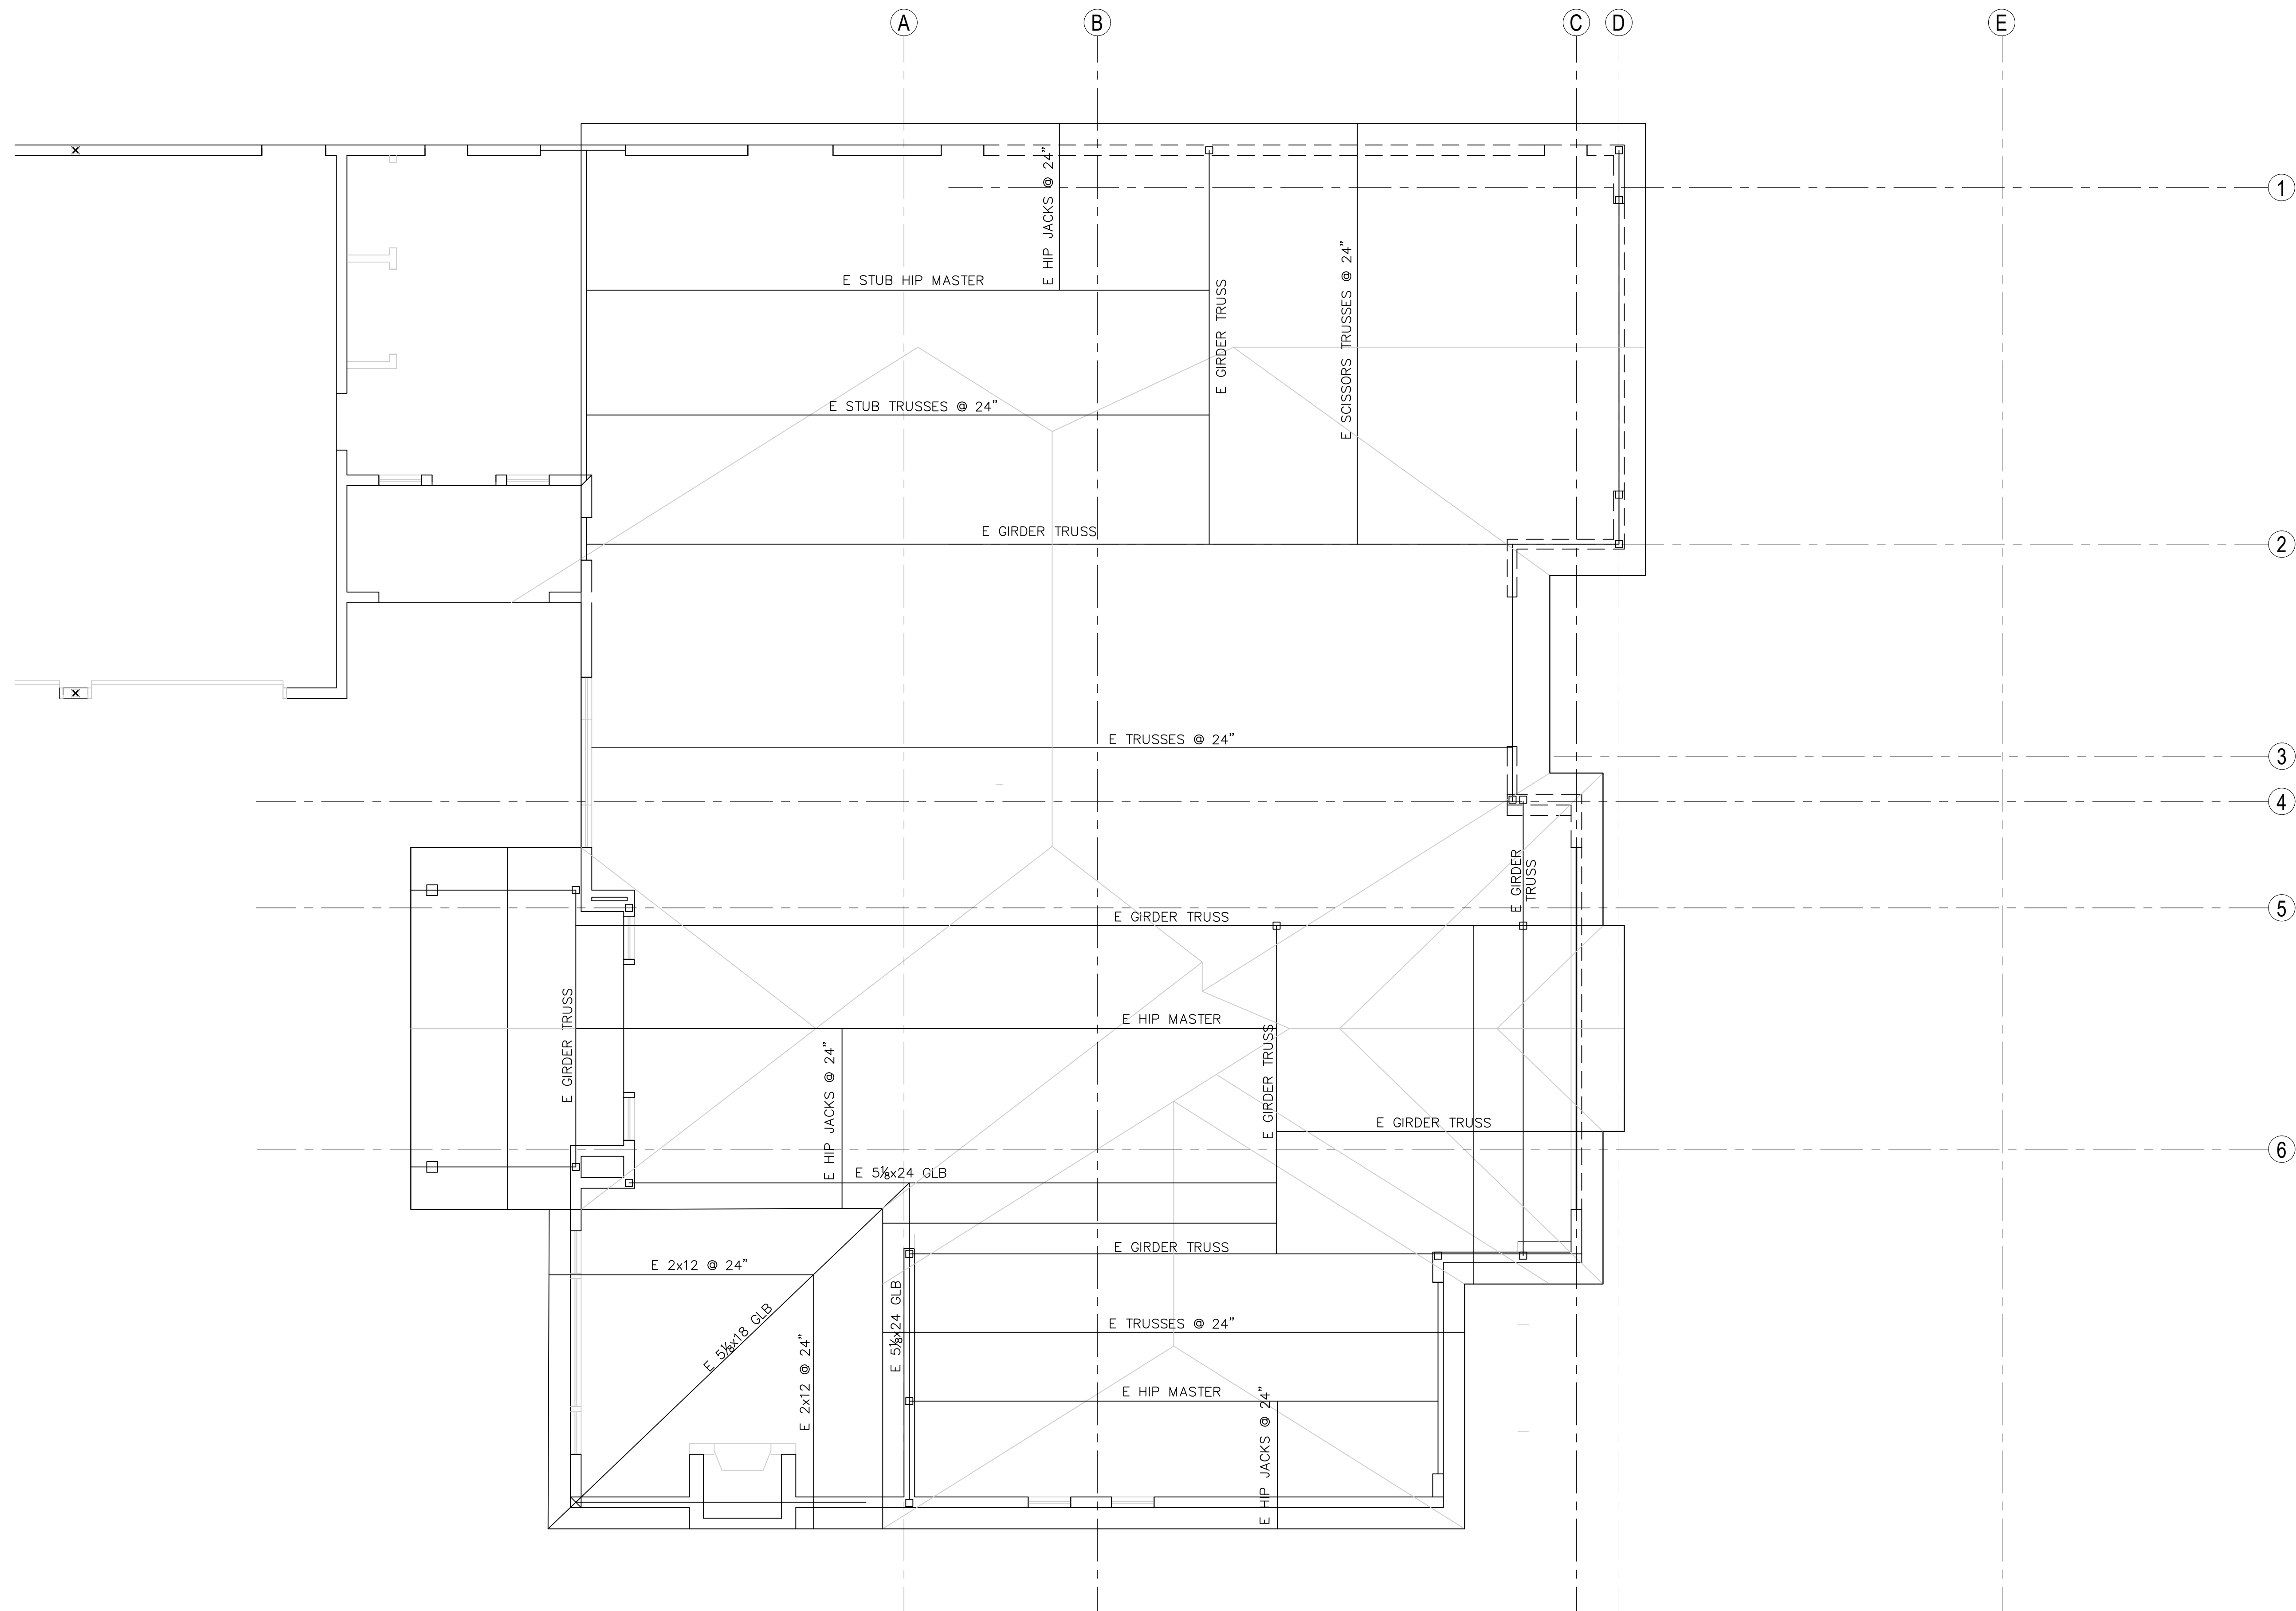 A
B
C
D
E
1
E HIP JACKS @ 24"
E STUB HIP MASTER
E GIRDER TRUSS
E SCISSORS TRUSSES @ 24"
E STUB TRUSSES @ 24"
E GIRDER TRUSS
2
E TRUSSES @ 24"
3
4
E GIRDER
TRUSS
E GIRDER TRUSS
5
E GIRDER TRUSS
E HIP MASTER
E GIRDER TRUSS
E HIP JACKS @ 24"
E GIRDER TRUSS
6
E 5⅛x24 GLB
E GIRDER TRUSS
E 2x12 @ 24"
E 5⅛x18 GLB
E 2x12 @ 24"
E 5⅛x24 GLB
E TRUSSES @ 24"
E HIP MASTER
E HIP JACKS @ 24"